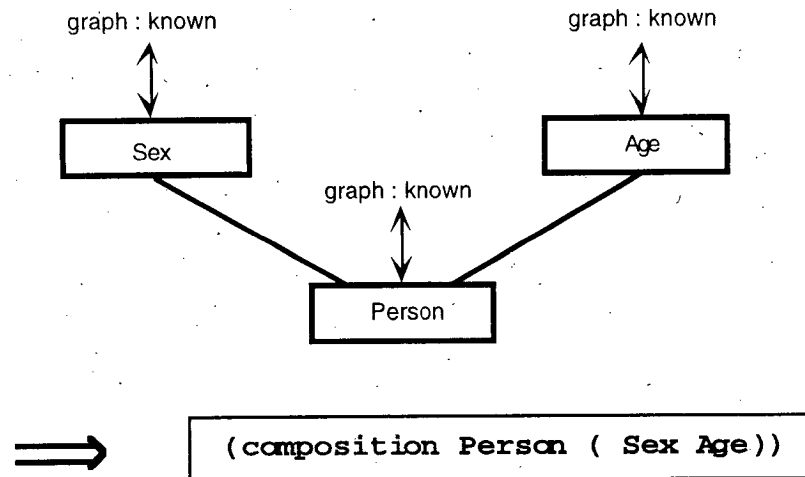 graph : known
graph : known
Sex
Age
graph : known
Person
(composition Person ( Sex Age))